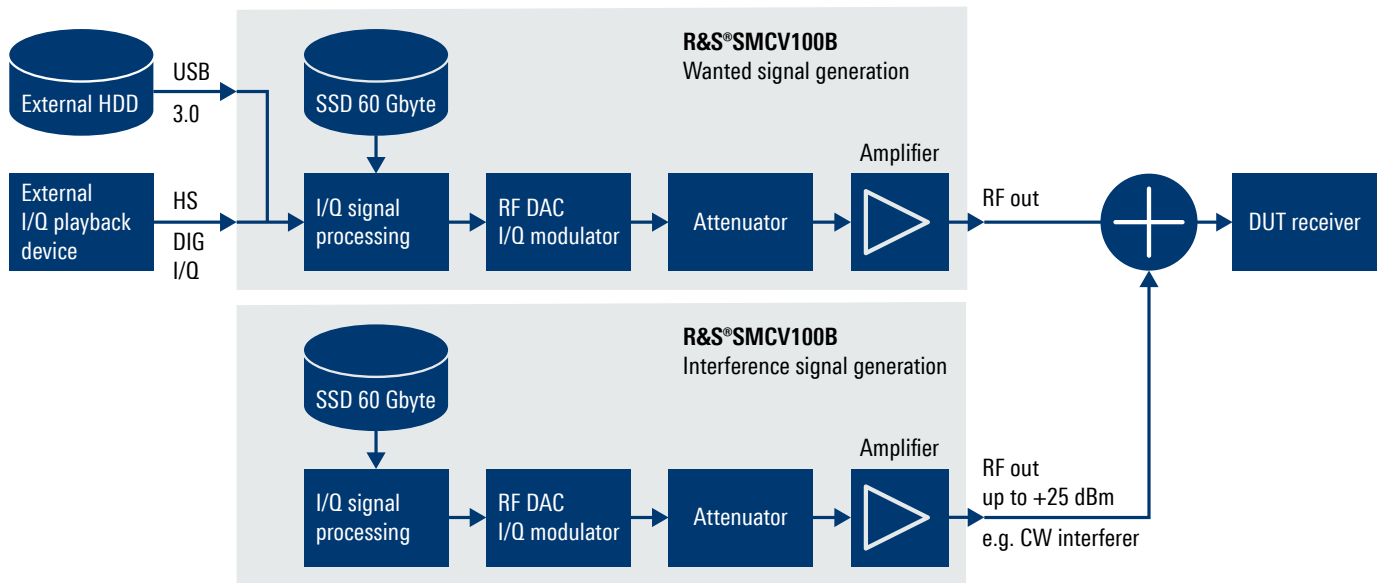 R&S®SMCV100B
Wanted signal generation
External HDD
USB
3.0
SSD 60 Gbyte
External
I/Q playback
device
HS
DIG
I/Q
I/Q signal
processing
RF DAC
I/Q modulator
Attenuator
Amplifier
RF out
DUT receiver
R&S®SMCV100B
Interference signal generation
SSD 60 Gbyte
I/Q signal
processing
RF DAC
I/Q modulator
Attenuator
Amplifier
RF out
up to +25 dBm
e.g. CW interferer